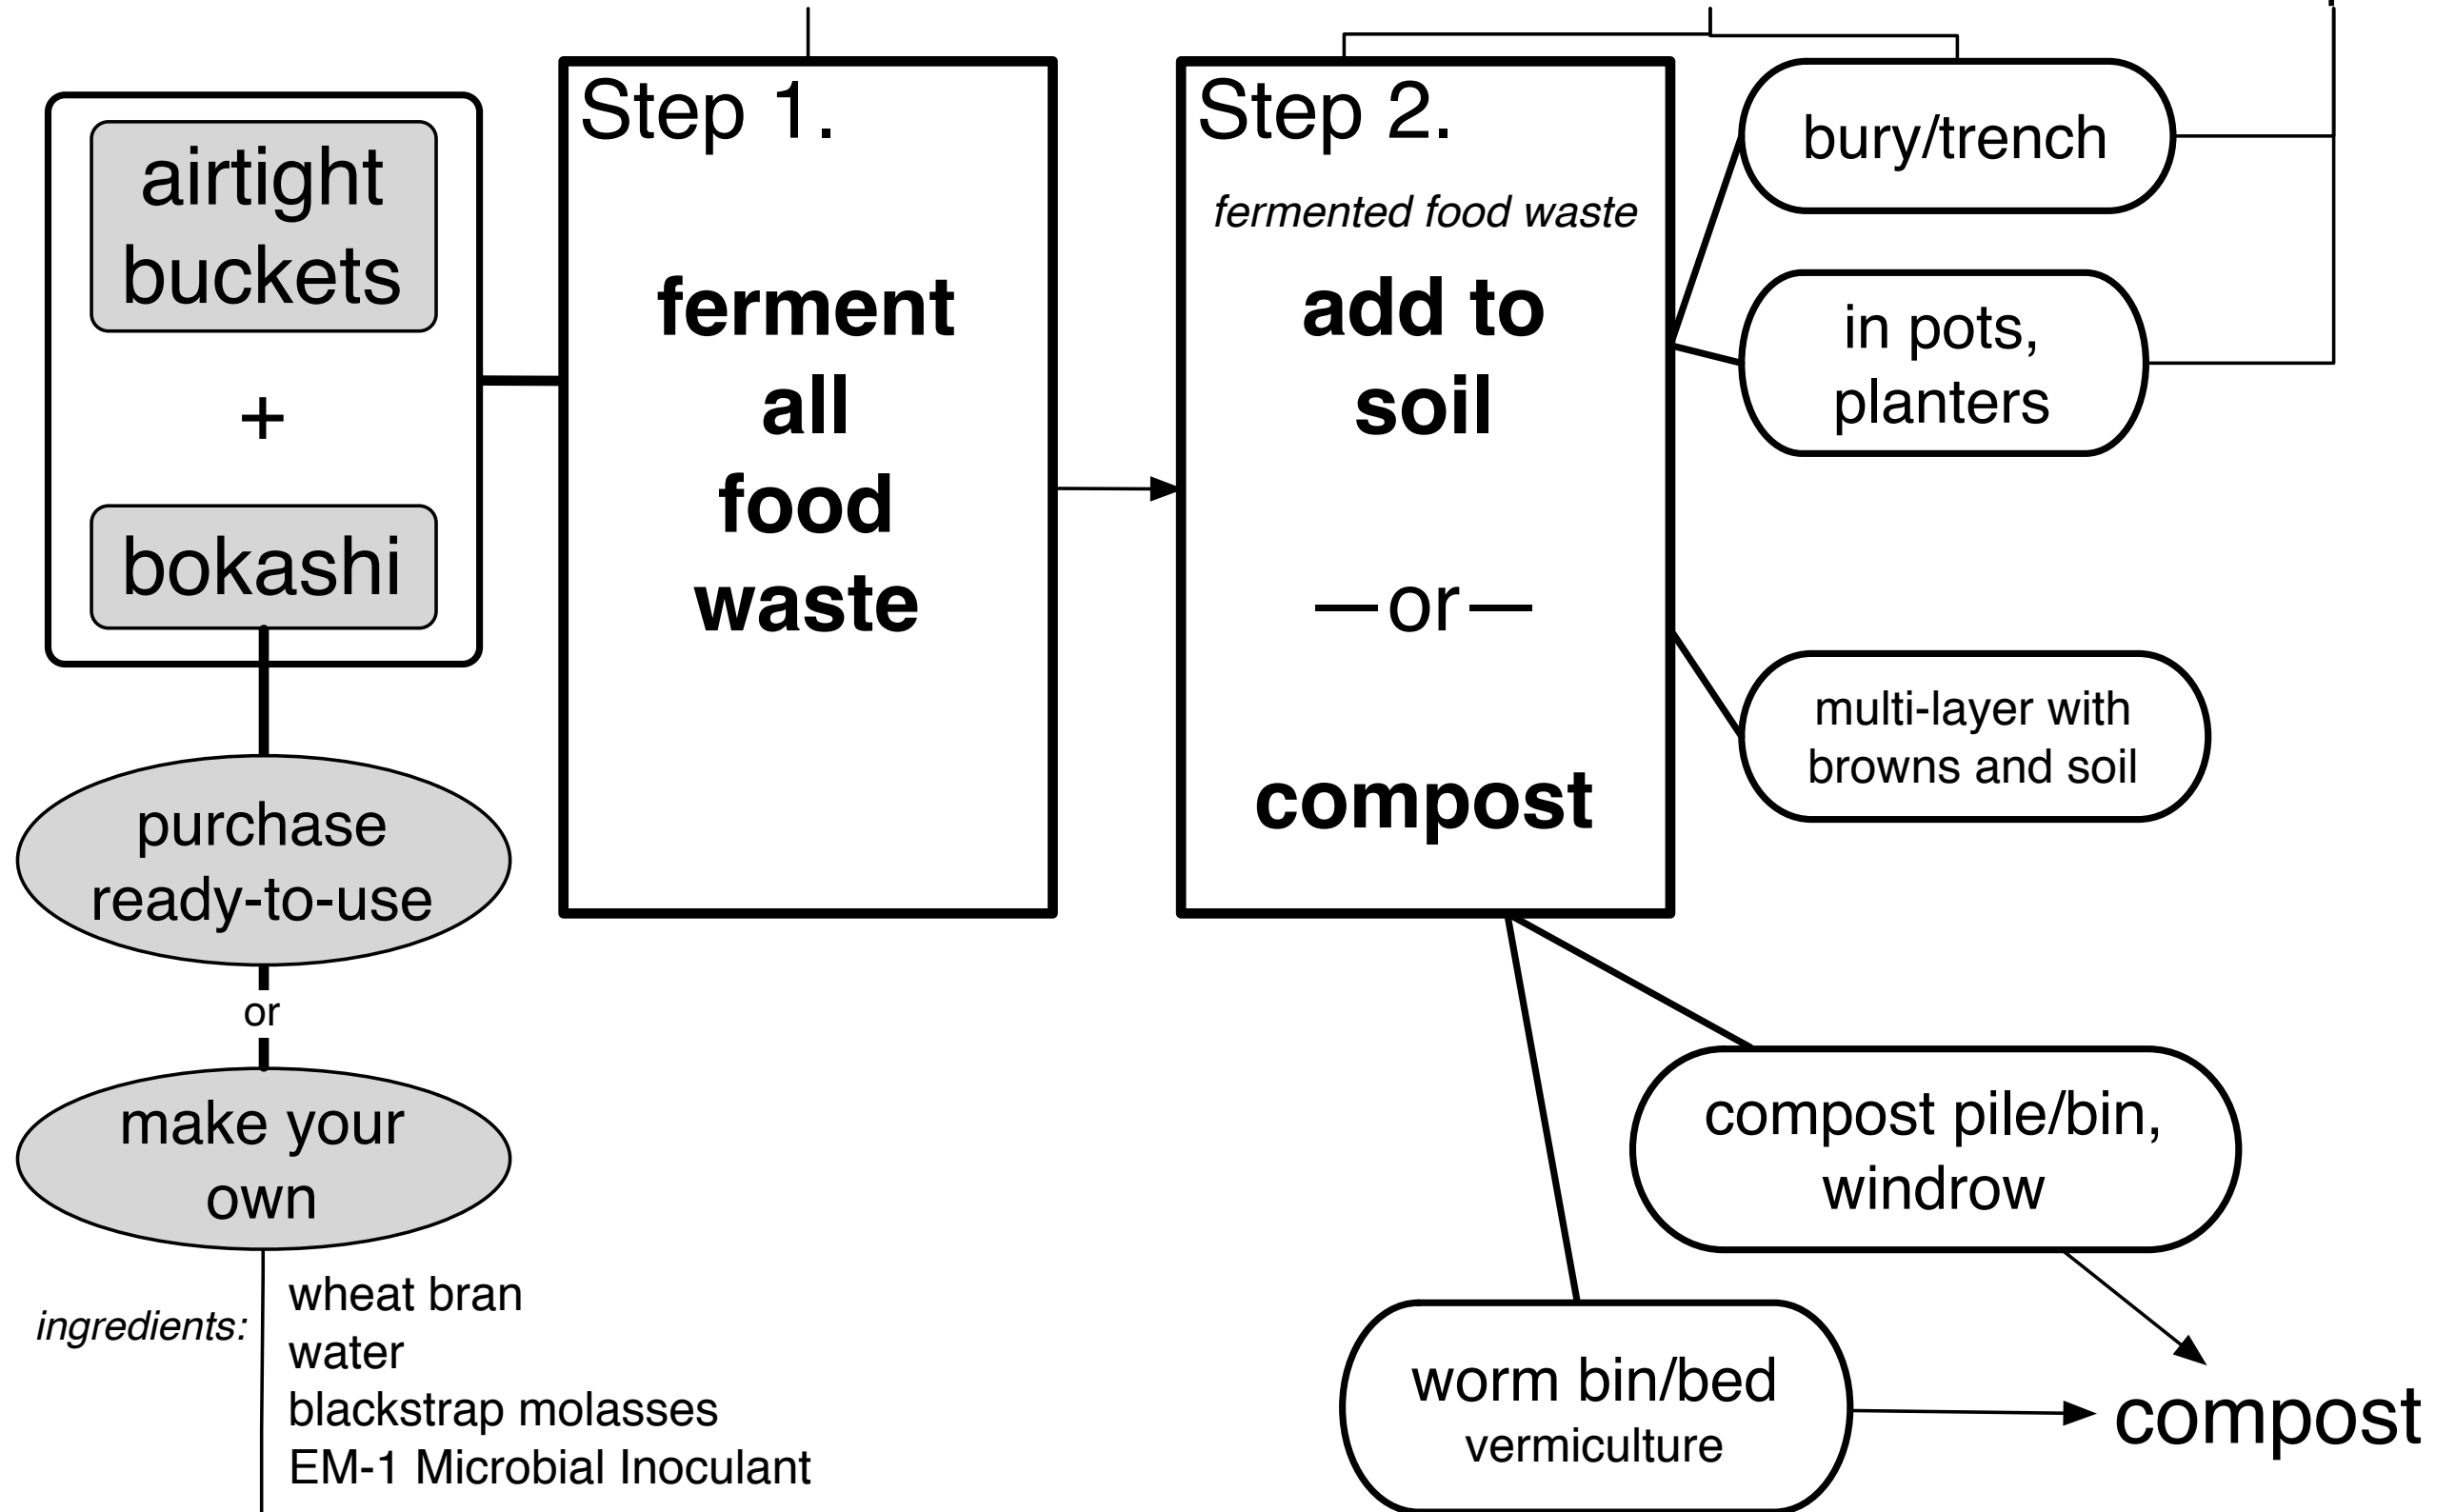 airtight
buckets
+
bokashi
purchase
ready-to-use
or
make your
own
ingredients:
wheat bran
water
blackstrap molasses
EM-1 Microbial Inoculant
Step 1.
ferment
all
food
waste
Step 2.
fermented food waste
add to
soil
—or—
compost
bury/trench
in pots,
planters
multi-layer with
browns and soil
compost pile/bin,
windrow
worm bin/bed
vermiculture
compost